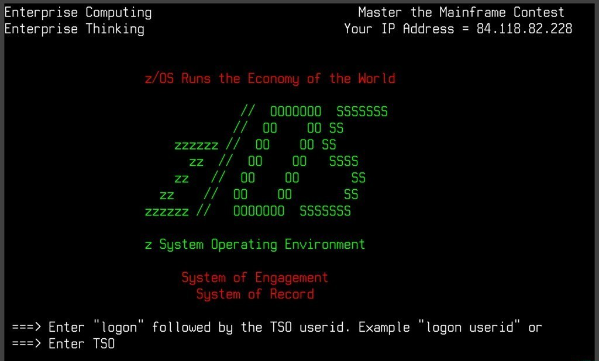 Enterprise Computing Master the Mainframe Contest
Enterprise Thinking Your IP Address = 84.118.82.228
z/OS Runs the Economy of the World
// OOOOOOO SSSSSSS
// OO OO SS
zzzzzz // OO OO SS
zz // OO OO SSSS
zz // OO OO SS
zz // OO OO SS
zzzzzz // OOOOOOO SSSSSSS
z System Operating Environment
System of Engagement
System of Record
===> Enter "logon" followed by the TSO userid. Example "logon userid" or
===> Enter TSO